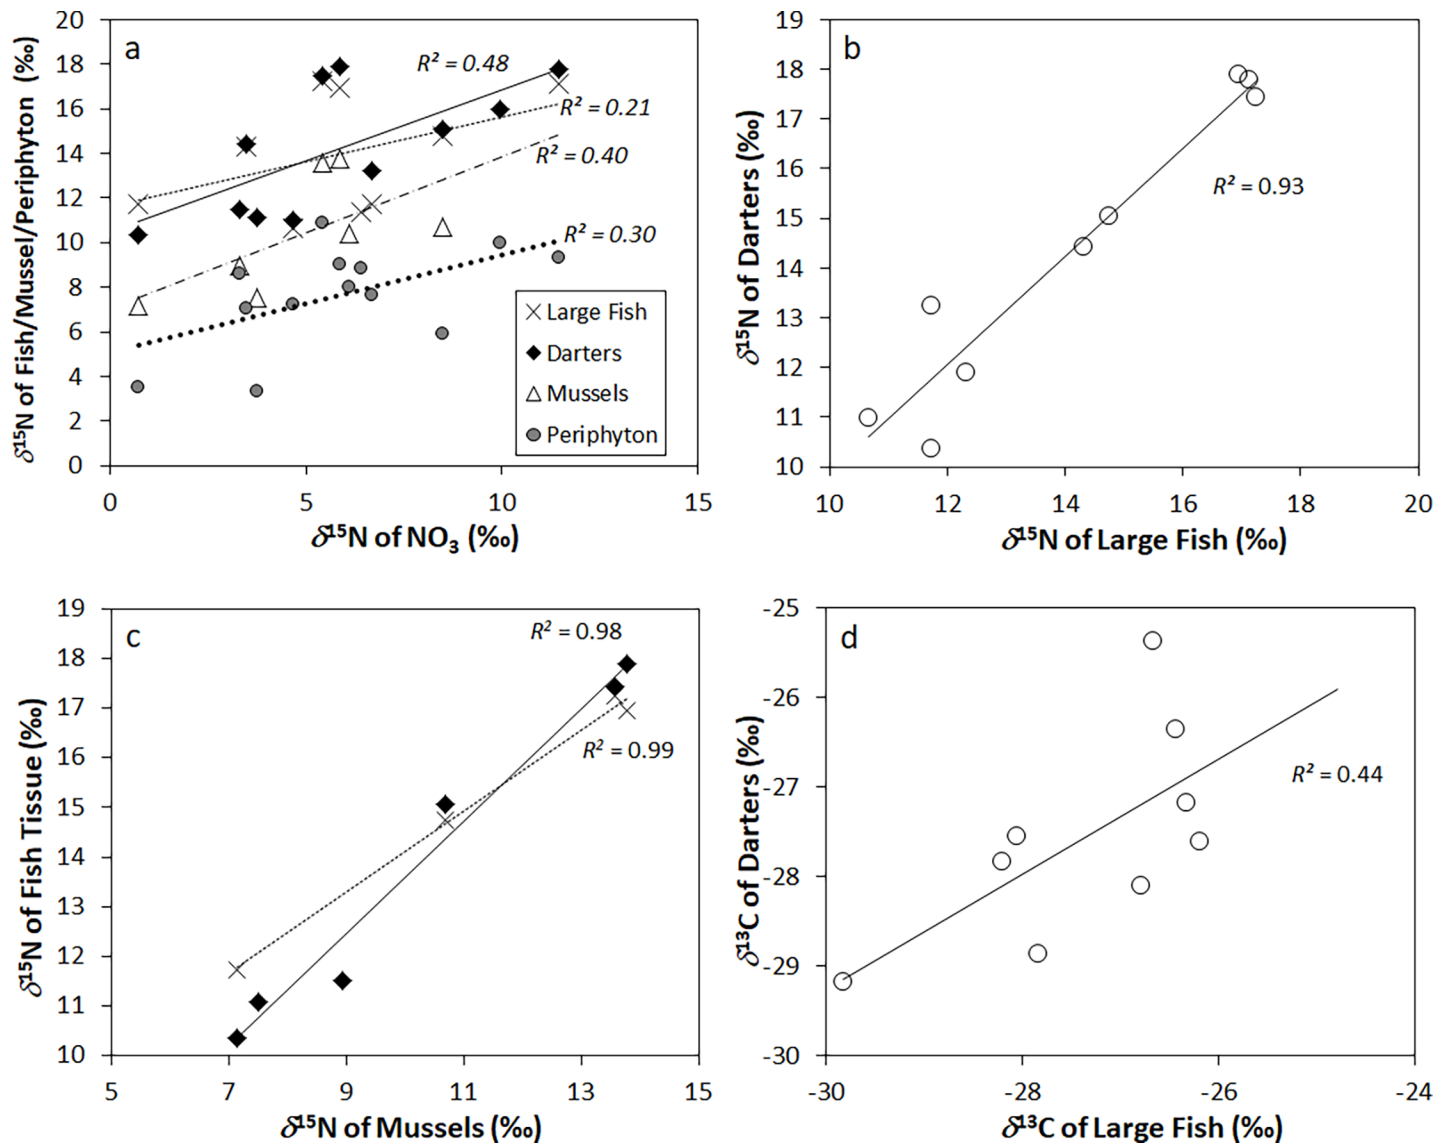 a
δ¹⁵N of Fish/Mussel/Periphyton (‰)
20
18
16
14
12
10
8
6
4
2
0
R² = 0.48
R² = 0.21
R² = 0.40
R² = 0.30
Large Fish
Darters
Mussels
Periphyton
0 5 10 15
δ¹⁵N of NO₃ (‰)
b
δ¹⁵N of Darters (‰)
19
18
17
16
15
14
13
12
11
10
R² = 0.93
10 12 14 16 18 20
δ¹⁵N of Large Fish (‰)
c
δ¹⁵N of Fish Tissue (‰)
19
18
17
16
15
14
13
12
11
10
R² = 0.98
R² = 0.99
5 7 9 11 13 15
δ¹⁵N of Mussels (‰)
d
δ¹³C of Darters (‰)
-25
-26
-27
-28
-29
-30
R² = 0.44
-30 -28 -26 -24
δ¹³C of Large Fish (‰)